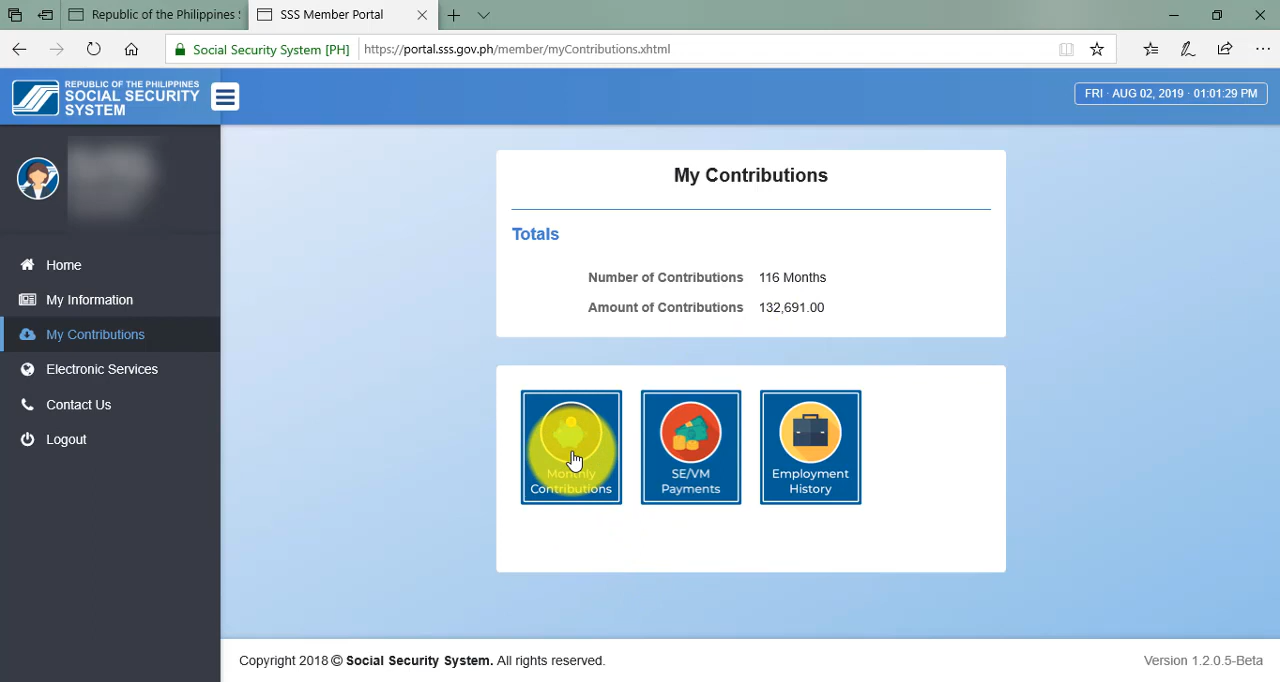 Republic of the Philippines S
SSS Member Portal
Social Security System [PH]
https://portal.sss.gov.ph/member/myContributions.xhtml
REPUBLIC OF THE PHILIPPINES
SOCIAL SECURITY
SYSTEM
FRI · AUG 02, 2019 · 01:01:29 PM
Home
My Information
My Contributions
Electronic Services
Contact Us
Logout
My Contributions
Totals
Number of Contributions 116 Months
Amount of Contributions 132,691.00
Monthly
Contributions
SE/VM
Payments
Employment
History
Copyright 2018 © Social Security System. All rights reserved.
Version 1.2.0.5-Beta